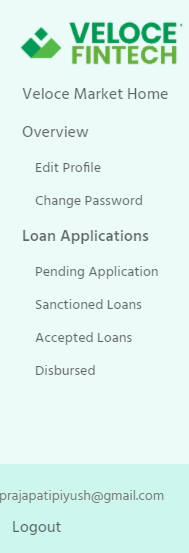 VELOCE
FINTECH
Veloce Market Home
Overview
Edit Profile
Change Password
Loan Applications
Pending Application
Sanctioned Loans
Accepted Loans
Disbursed
prajapatipiyush@gmail.com
Logout